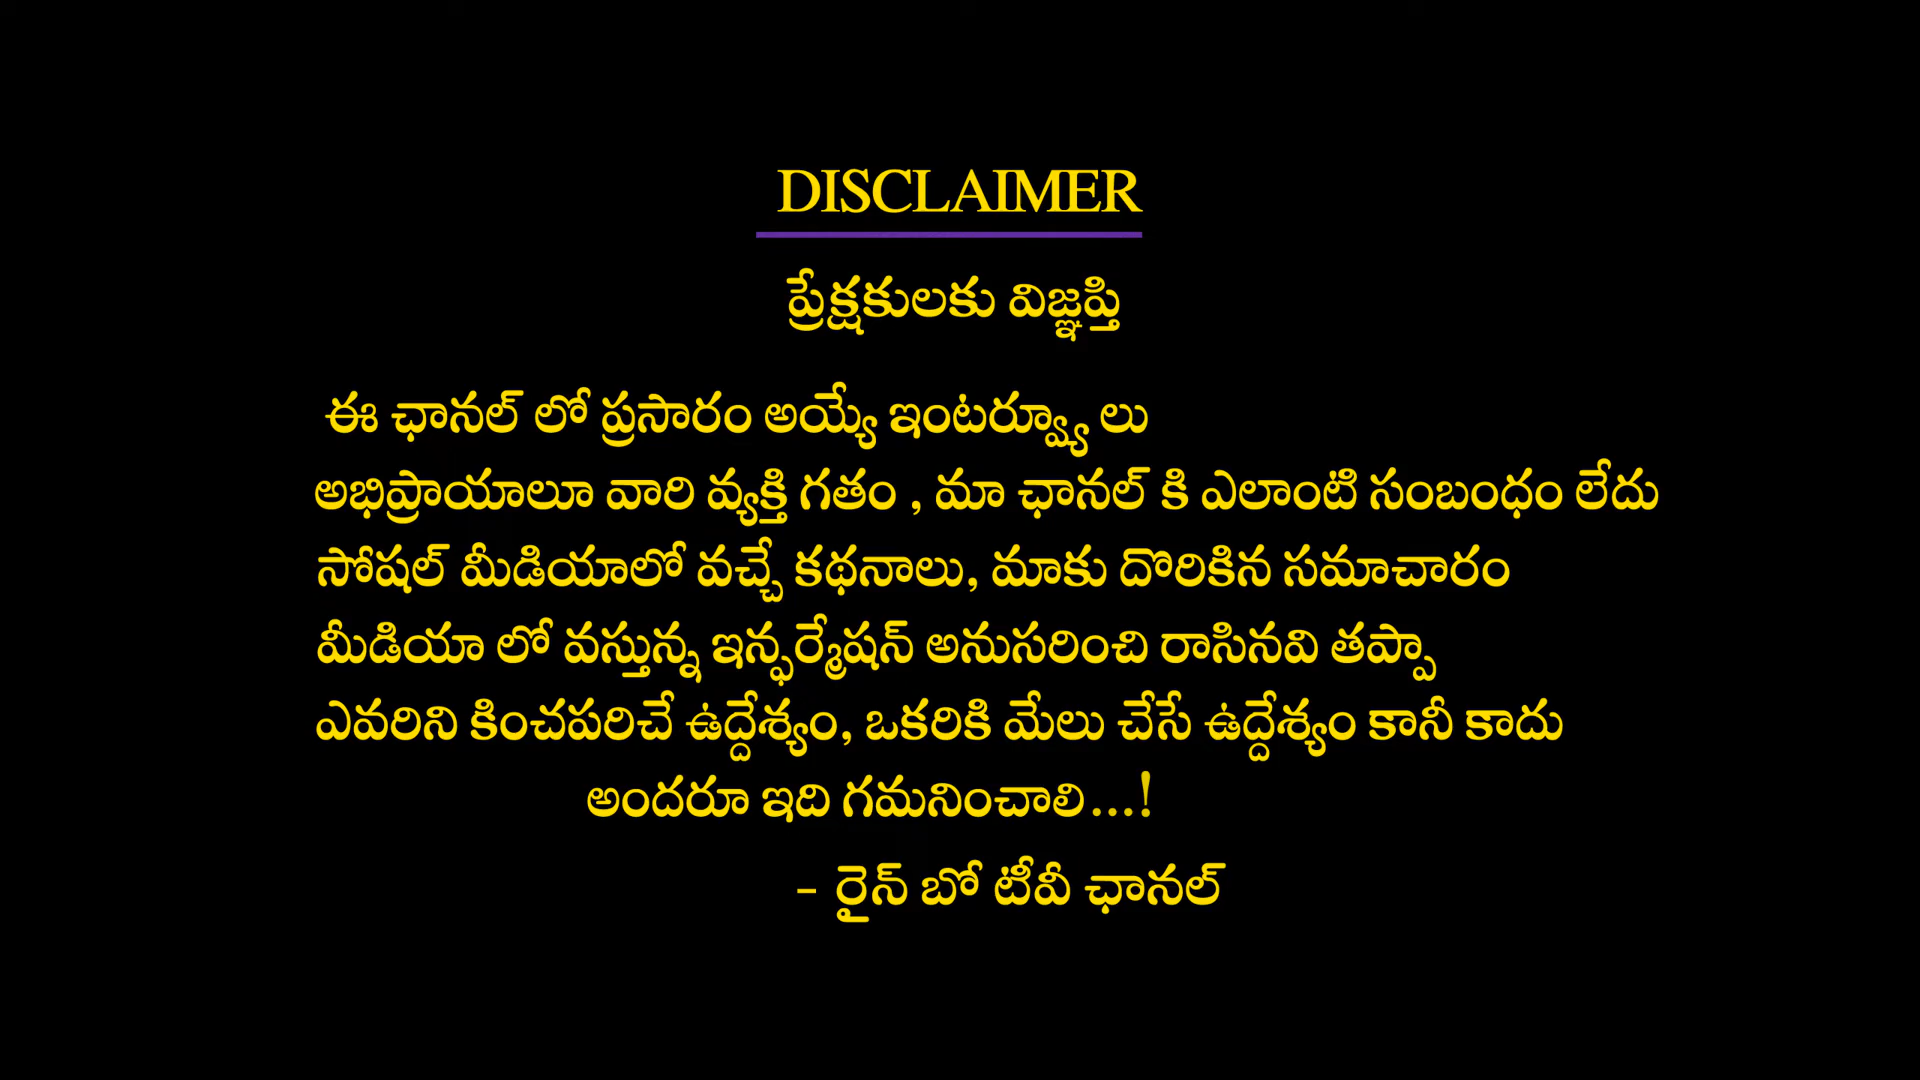 DISCLAIMER
ప్రేక్షకులకు విజ్ఞప్తి
ఈ ఛానల్ లో ప్రసారం అయ్యే ఇంటర్వ్యూ లు
అభిప్రాయాలూ వారి వ్యక్తి గతం , మా ఛానల్ కి ఎలాంటి సంబంధం లేదు
సోషల్ మీడియాలో వచ్చే కథనాలు, మాకు దొరికిన సమాచారం
మీడియా లో వస్తున్న ఇన్ఫర్మేషన్ అనుసరించి రాసినవి తప్పా
ఎవరిని కించపరిచే ఉద్దేశ్యం, ఒకరికి మేలు చేసే ఉద్దేశ్యం కానీ కాదు
అందరూ ఇది గమనించాలి...!
- రైన్ బో టీవీ ఛానల్